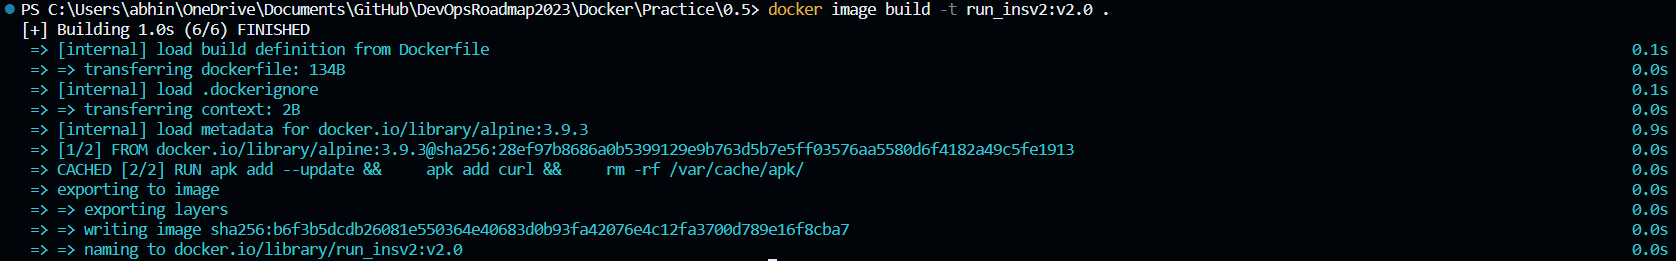 PS C:\Users\abhin\OneDrive\Documents\GitHub\DevOpsRoadmap2023\Docker\Practice\0.5> docker image build -t run_insv2:v2.0 .
[+] Building 1.0s (6/6) FINISHED
=> [internal] load build definition from Dockerfile 0.1s
=> => transferring dockerfile: 134B 0.0s
=> [internal] load .dockerignore 0.1s
=> => transferring context: 2B 0.0s
=> [internal] load metadata for docker.io/library/alpine:3.9.3 0.9s
=> [1/2] FROM docker.io/library/alpine:3.9.3@sha256:28ef97b8686a0b5399129e9b763d5b7e5ff03576aa5580d6f4182a49c5fe1913 0.0s
=> CACHED [2/2] RUN apk add --update &&     apk add curl &&     rm -rf /var/cache/apk/ 0.0s
=> exporting to image 0.0s
=> => exporting layers 0.0s
=> => writing image sha256:b6f3b5dcdb26081e550364e40683d0b93fa42076e4c12fa3700d789e16f8cba7 0.0s
=> => naming to docker.io/library/run_insv2:v2.0 0.0s